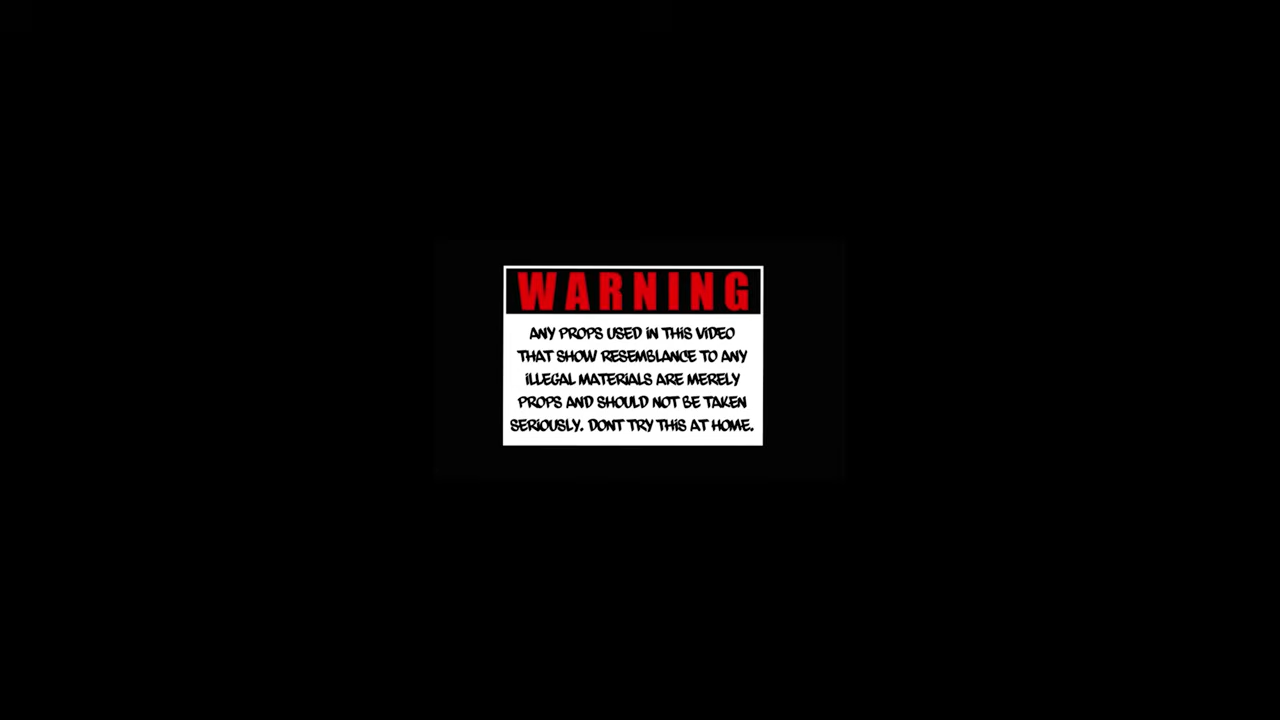 WARNING
ANY PROPS USED IN THIS VIDEO
THAT SHOW RESEMBLANCE TO ANY
ILLEGAL MATERIALS ARE MERELY
PROPS AND SHOULD NOT BE TAKEN
SERIOUSLY. DONT TRY THIS AT HOME.